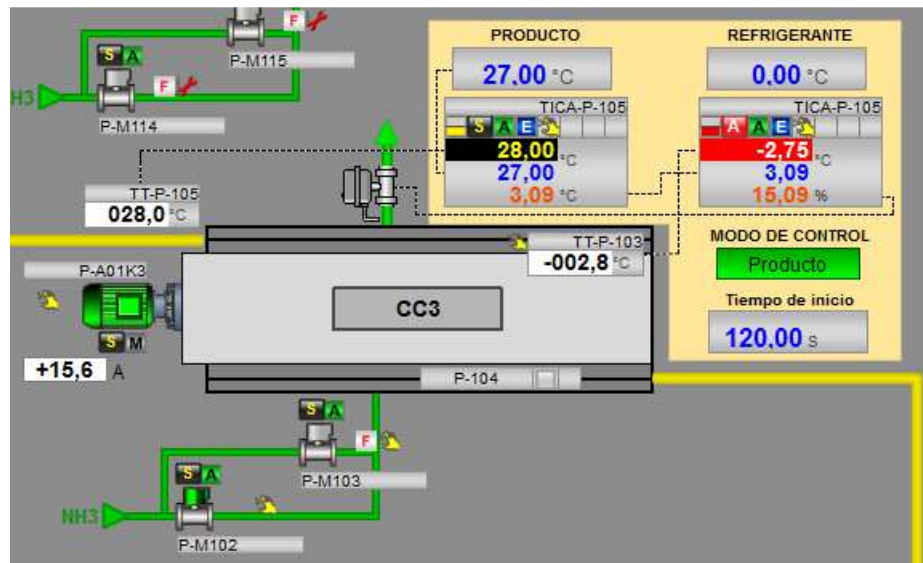 F
P-M115
S A
F
H3
P-M114
PRODUCTO
27,00 °C
TICA-P-105
S A E
28,00 °C
27,00
3,09 °C
REFRIGERANTE
0,00 °C
TICA-P-105
A A E
-2,75 °C
3,09
15,09 %
TT-P-105
028,0 °C
TT-P-103
-002,8 °C
MODO DE CONTROL
Producto
Tiempo de inicio
120,00 s
P-A01K3
S M
+15,6 A
CC3
P-104
S A
F
P-M103
S A
NH3
P-M102